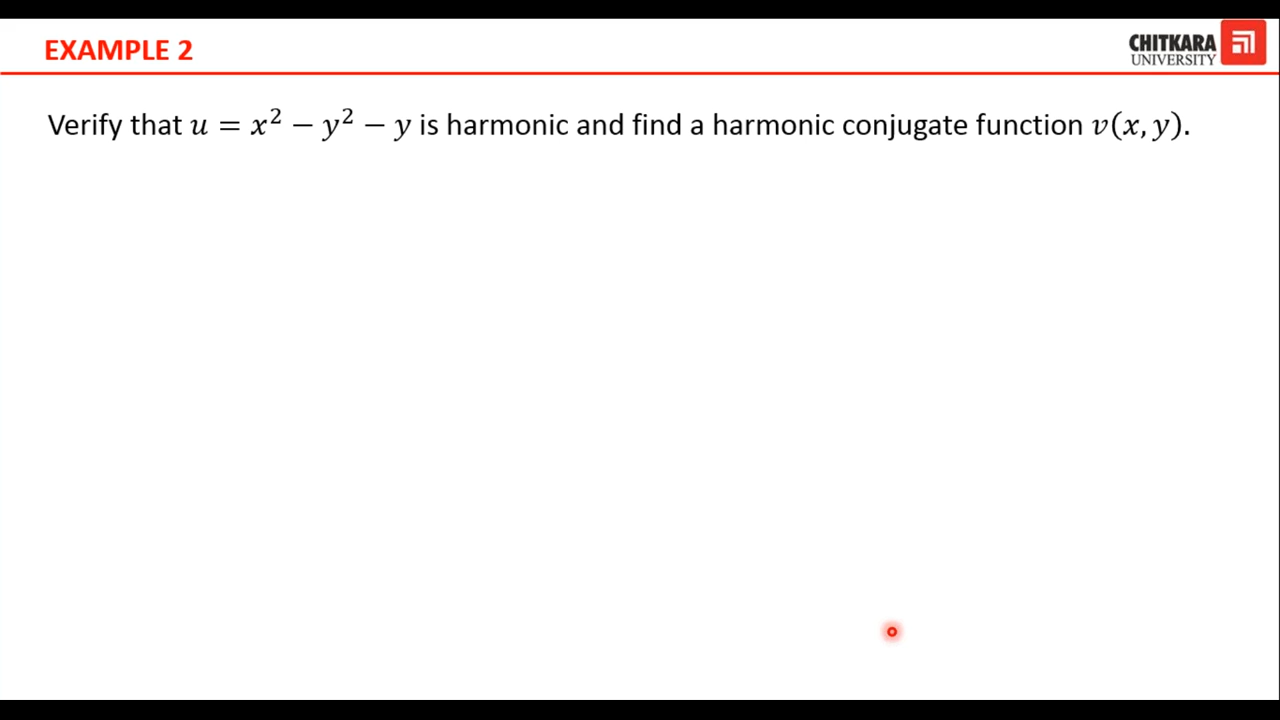 EXAMPLE 2
CHITKARA
UNIVERSITY
Verify that 𝑢 = 𝑥² − 𝑦² − 𝑦 is harmonic and find a harmonic conjugate function 𝑣(𝑥, 𝑦).